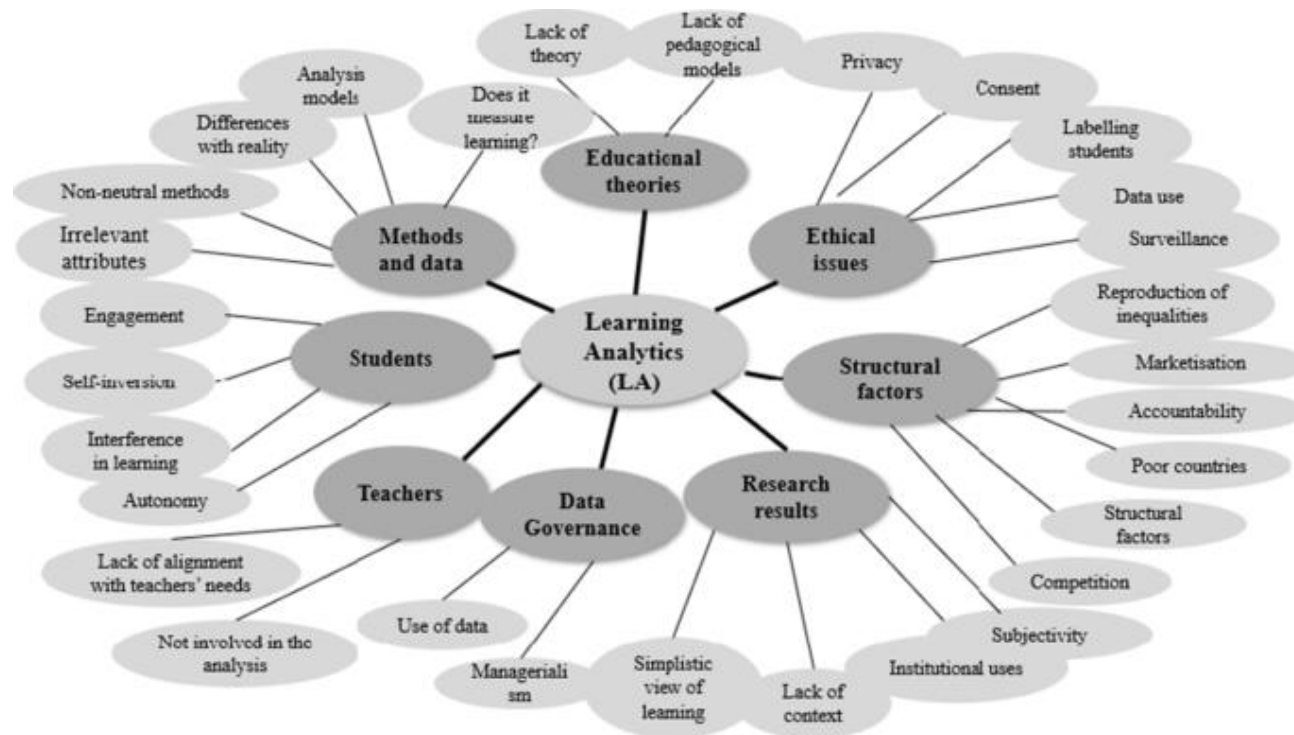 Lack of
theory
Lack of
pedagogical
models
Privacy
Consent
Labelling
students
Data use
Surveillance
Analysis
models
Does it
measure
learning?
Differences
with reality
Non-neutral methods
Irrelevant
attributes
Educational
theories
Methods
and data
Ethical
issues
Engagement
Self-inversion
Interference
in learning
Autonomy
Students
Learning
Analytics
(LA)
Structural
factors
Reproduction of
inequalities
Marketisation
Accountability
Poor countries
Structural
factors
Competition
Teachers
Data
Governance
Research
results
Lack of alignment
with teachers' needs
Not involved in the
analysis
Use of data
Manageriali
sm
Simplistic
view of
learning
Lack of
context
Institutional uses
Subjectivity